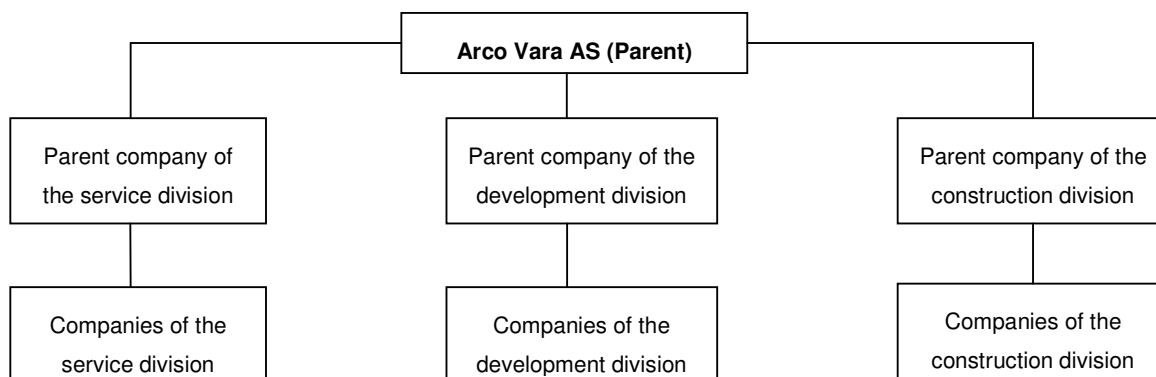 Arco Vara AS (Parent)
Parent company of
the service division
Parent company of the
development division
Parent company of the
construction division
Companies of the
service division
Companies of the
development division
Companies of the
construction division